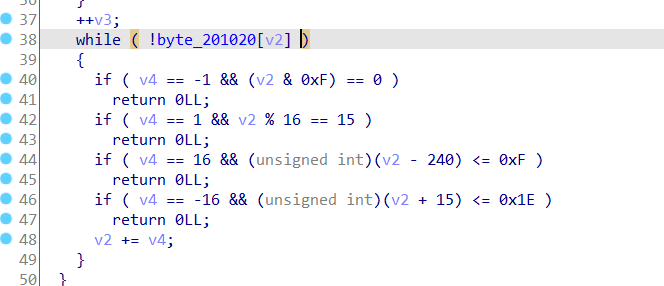 37 ++v3;
38 while ( !byte_201020[v2] )
39 {
40 if ( v4 == -1 && (v2 & 0xF) == 0 )
41 return 0LL;
42 if ( v4 == 1 && v2 % 16 == 15 )
43 return 0LL;
44 if ( v4 == 16 && (unsigned int)(v2 - 240) <= 0xF )
45 return 0LL;
46 if ( v4 == -16 && (unsigned int)(v2 + 15) <= 0x1E )
47 return 0LL;
48 v2 += v4;
49 }
50 }